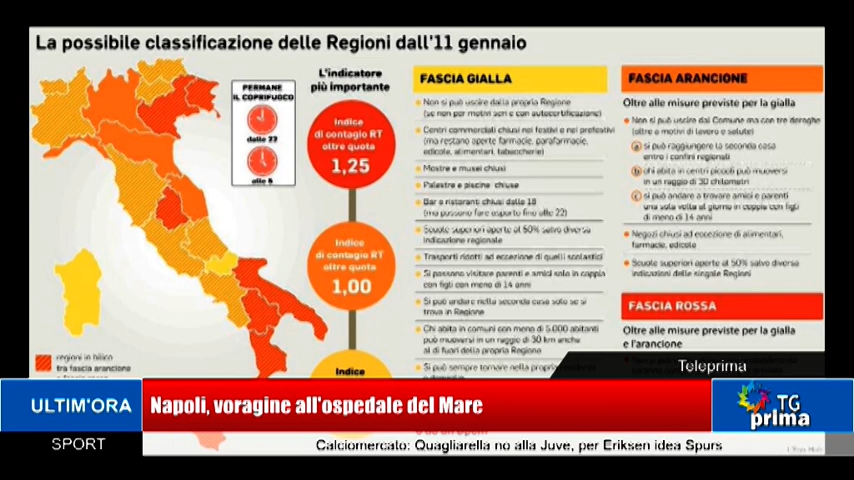 La possibile classificazione delle Regioni dall'11 gennaio
PERMANE
IL COPRIFUOCO
dalle 22
alle 5
L'indicatore
più importante
Indice
di contagio RT
oltre quota
1,25
Indice
di contagio RT
oltre quota
1,00
Indice
regioni in bilico
tra fascia arancione
FASCIA GIALLA
Non si può uscire dalla propria Regione
(se non per motivi seri e con autocertificazione)
Centri commerciali chiusi nei festivi e nei prefestivi
(ma restano aperte farmacie, parafarmacie,
edicole, alimentari, tabaccherie)
Mostre e musei chiusi
Palestre e piscine chiuse
Bar e ristoranti chiusi dalle 18
(ma possono fare asporto fino alle 22)
Scuole superiori aperte al 50% salvo diversa
indicazione regionale
Trasporti ridotti ad eccezione di quelli scolastici
Si possono visitare parenti e amici solo in coppia
con figli con meno di 14 anni
Si può andare nella seconda casa solo se si
trova in Regione
Chi abita in comuni con meno di 5.000 abitanti
può muoversi in un raggio di 30 km anche
al di fuori della propria Regione
Si può sempre tornare nella propria
FASCIA ARANCIONE
Oltre alle misure previste per la gialla
Non si può uscire dal Comune ma con tre deroghe
(oltre a motivi di lavoro e salute)
a si può raggiungere la seconda casa
entro i confini regionali
b chi abita in centri piccoli può muoversi
in un raggio di 30 chilometri
c si può andare a trovare amici e parenti
una sola volta al giorno in coppia con figli
di meno di 14 anni
Negozi chiusi ad eccezione di alimentari,
farmacie, edicole
Scuole superiori aperte al 50% salvo diversa
indicazioni delle singole Regioni
FASCIA ROSSA
Oltre alle misure previste per la gialla
e l'arancione
Teleprima
ULTIM'ORA
Napoli, voragine all'ospedale del Mare
TG
prima
SPORT
Calciomercato: Quagliarella no alla Juve, per Eriksen idea Spurs